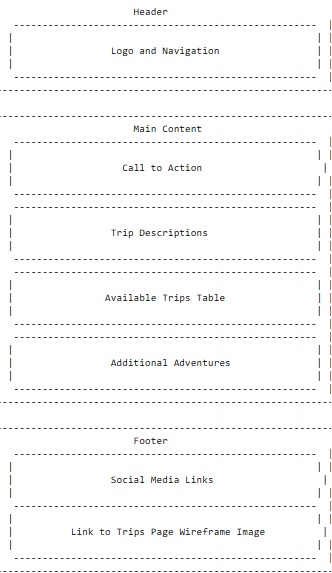 Header
Logo and Navigation
Main Content
Call to Action
Trip Descriptions
Available Trips Table
Additional Adventures
Footer
Social Media Links
Link to Trips Page Wireframe Image